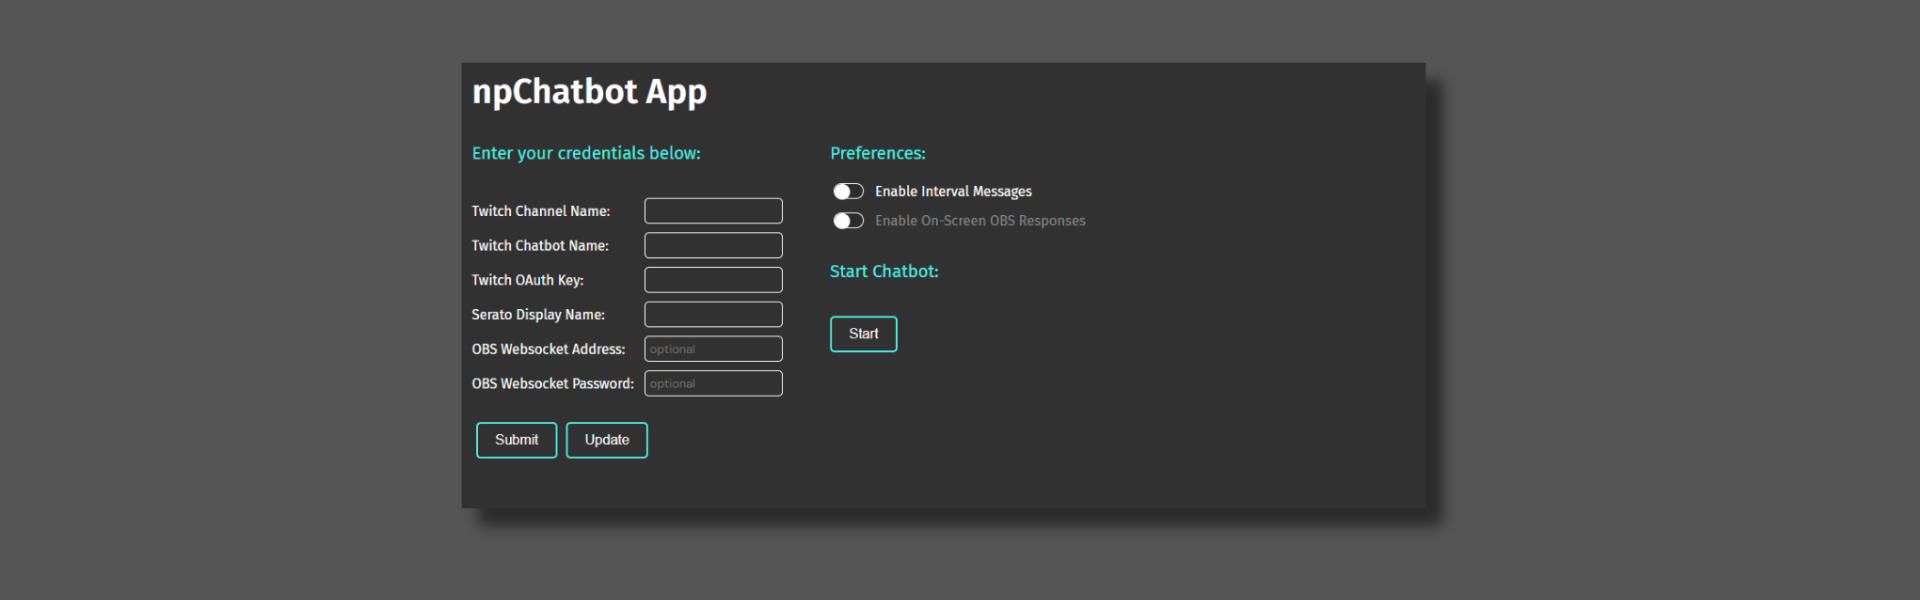 npChatbot App
Enter your credentials below:
Twitch Channel Name:
Twitch Chatbot Name:
Twitch OAuth Key:
Serato Display Name:
OBS Websocket Address: optional
OBS Websocket Password: optional
Submit Update
Preferences:
Enable Interval Messages
Enable On-Screen OBS Responses
Start Chatbot:
Start